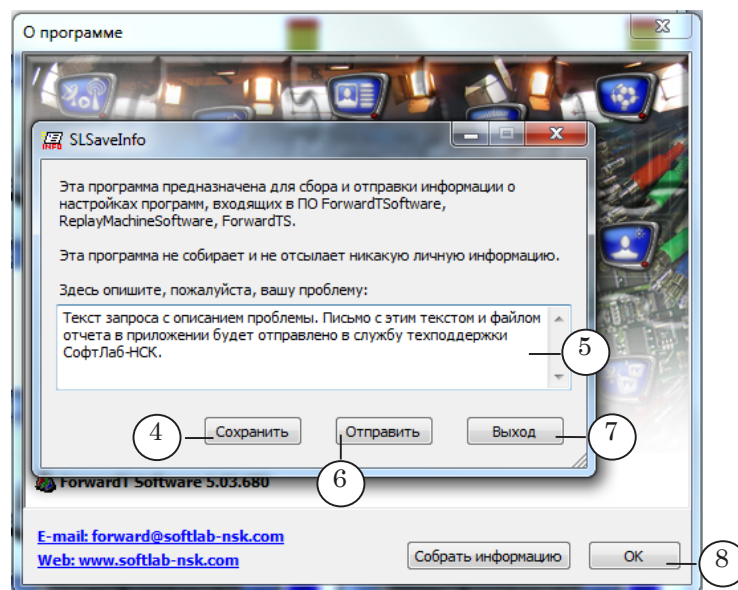 О программе
SLSaveInfo
Эта программа предназначена для сбора и отправки информации о
настройках программ, входящих в ПО ForwardTSoftware,
ReplayMachineSoftware, ForwardTS.
Эта программа не собирает и не отсылает никакую личную информацию.
Здесь опишите, пожалуйста, вашу проблему:
Текст запроса с описанием проблемы. Письмо с этим текстом и файлом
отчета в приложении будет отправлено в службу техподдержки
СофтЛаб-НСК.
5
4 Сохранить Отправить Выход 7
6
ForwardT Software 5.03.680
E-mail: forward@softlab-nsk.com
Web: www.softlab-nsk.com
Собрать информацию OK 8